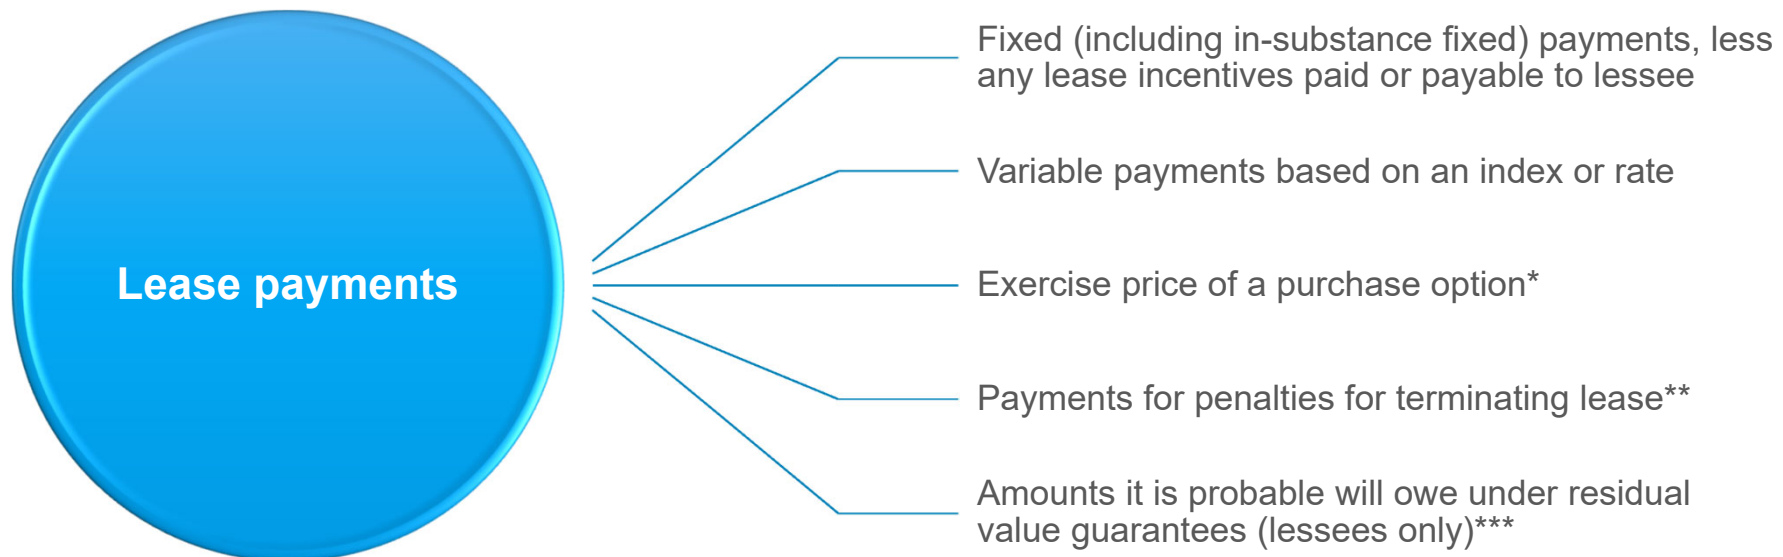 Lease payments
Fixed (including in-substance fixed) payments, less
any lease incentives paid or payable to lessee
Variable payments based on an index or rate
Exercise price of a purchase option*
Payments for penalties for terminating lease**
Amounts it is probable will owe under residual
value guarantees (lessees only)***